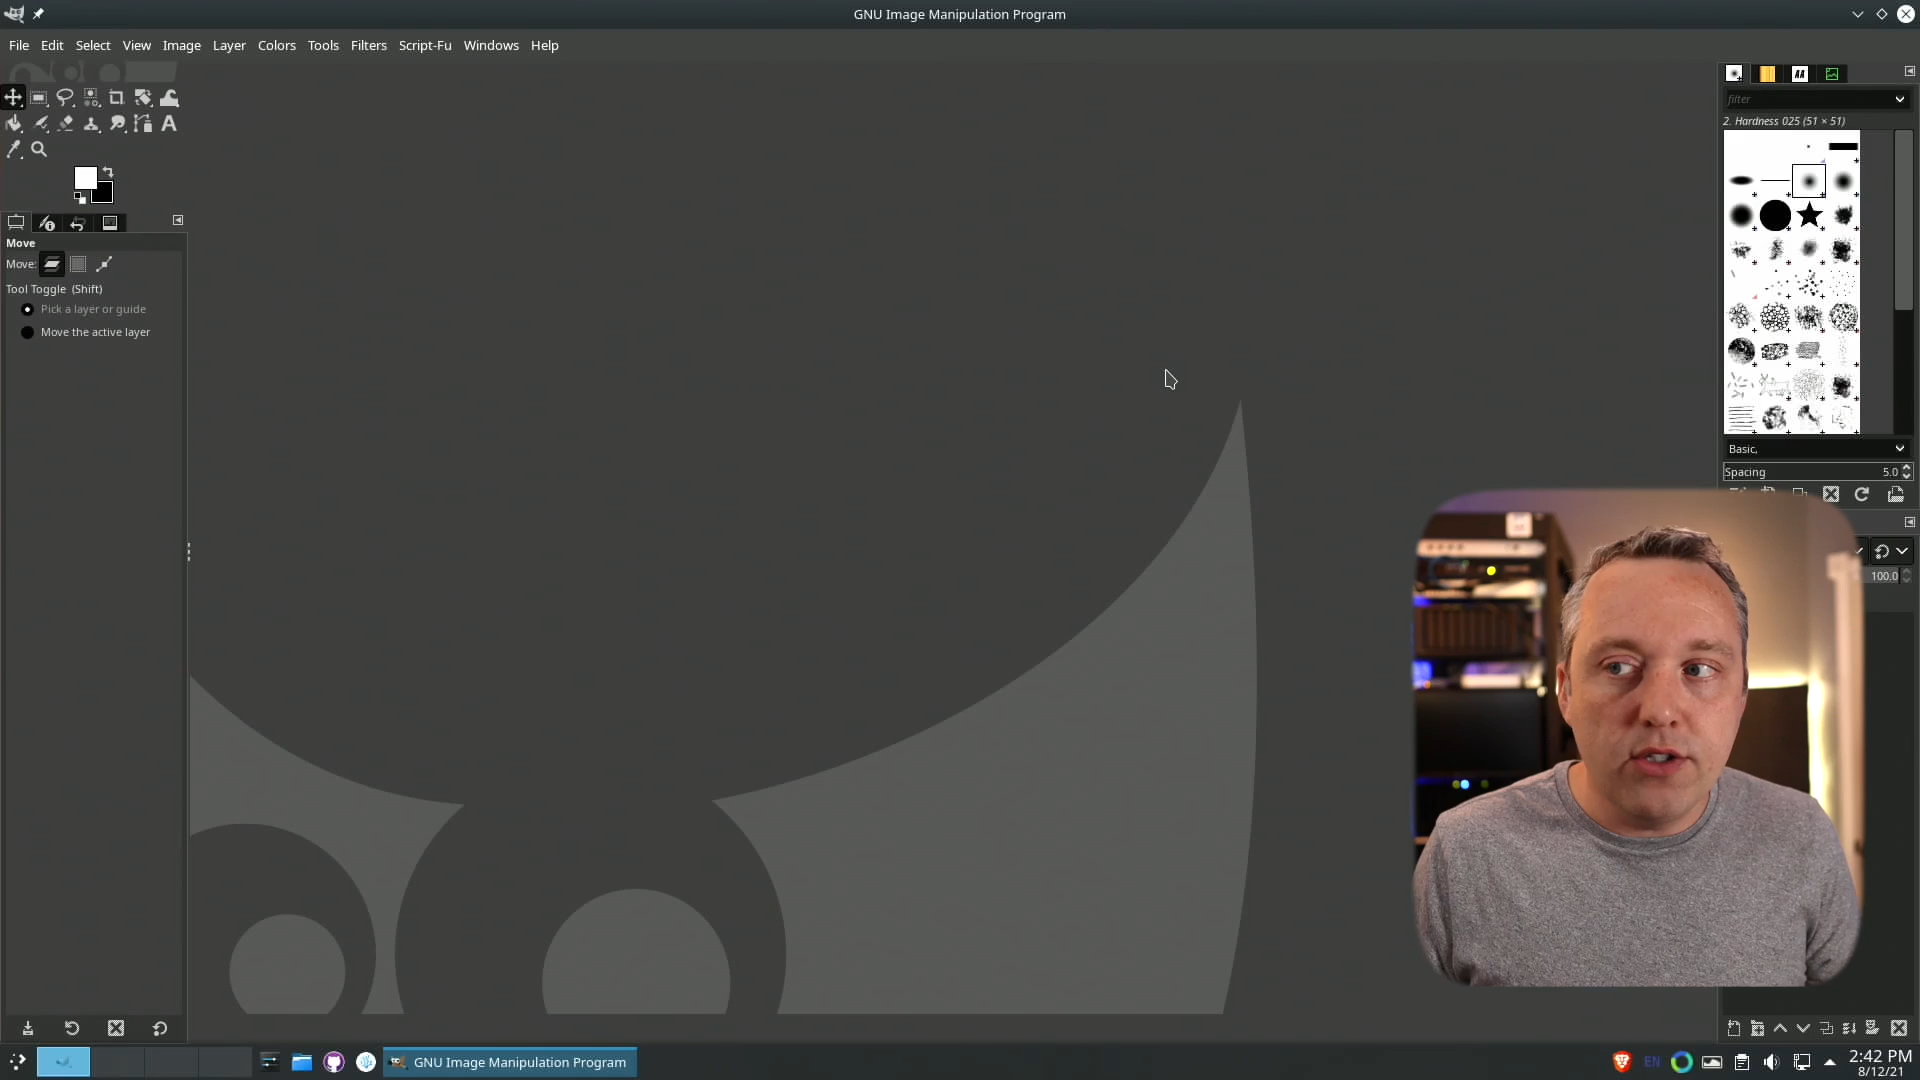 GNU Image Manipulation Program
File Edit Select View Image Layer Colors Tools Filters Script-Fu Windows Help
filter
2. Hardness 025 (51 × 51)
Move
Move:
Tool Toggle (Shift)
Pick a layer or guide
Move the active layer
Basic,
Spacing 5.0
100.0
GNU Image Manipulation Program
EN
2:42 PM
8/12/21